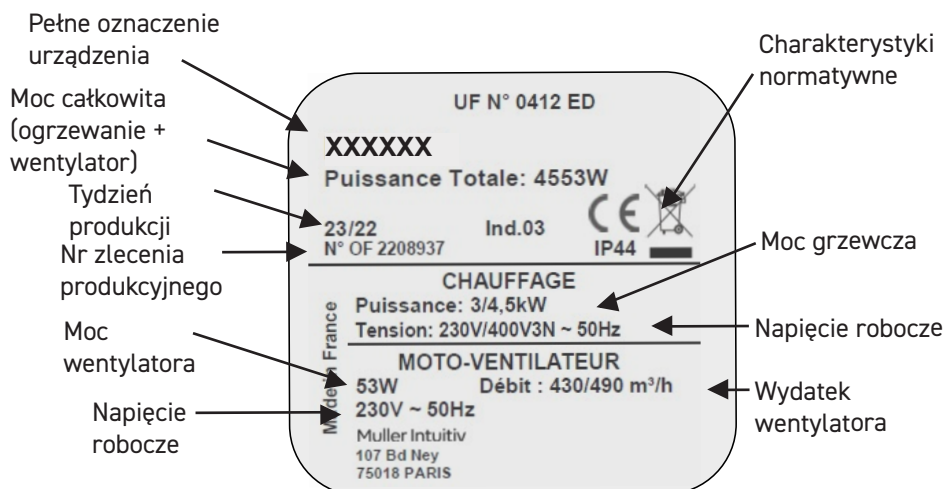 Pełne oznaczenie
urządzenia
Moc całkowita
(ogrzewanie +
wentylator)
Tydzień
produkcji
Nr zlecenia
produkcyjnego
Moc
wentylatora
Napięcie
robocze
UF N° 0412 ED
XXXXXX
Puissance Totale: 4553W
23/22 Ind.03 CE
N° OF 2208937 IP44
CHAUFFAGE
Puissance: 3/4,5kW
Tension: 230V/400V3N ~ 50Hz
MOTO-VENTILATEUR
53W Débit : 430/490 m³/h
230V ~ 50Hz
Muller Intuitiv
107 Bd Ney
75018 PARIS
Made in France
Charakterystyki
normatywne
Moc grzewcza
Napięcie robocze
Wydatek
wentylatora